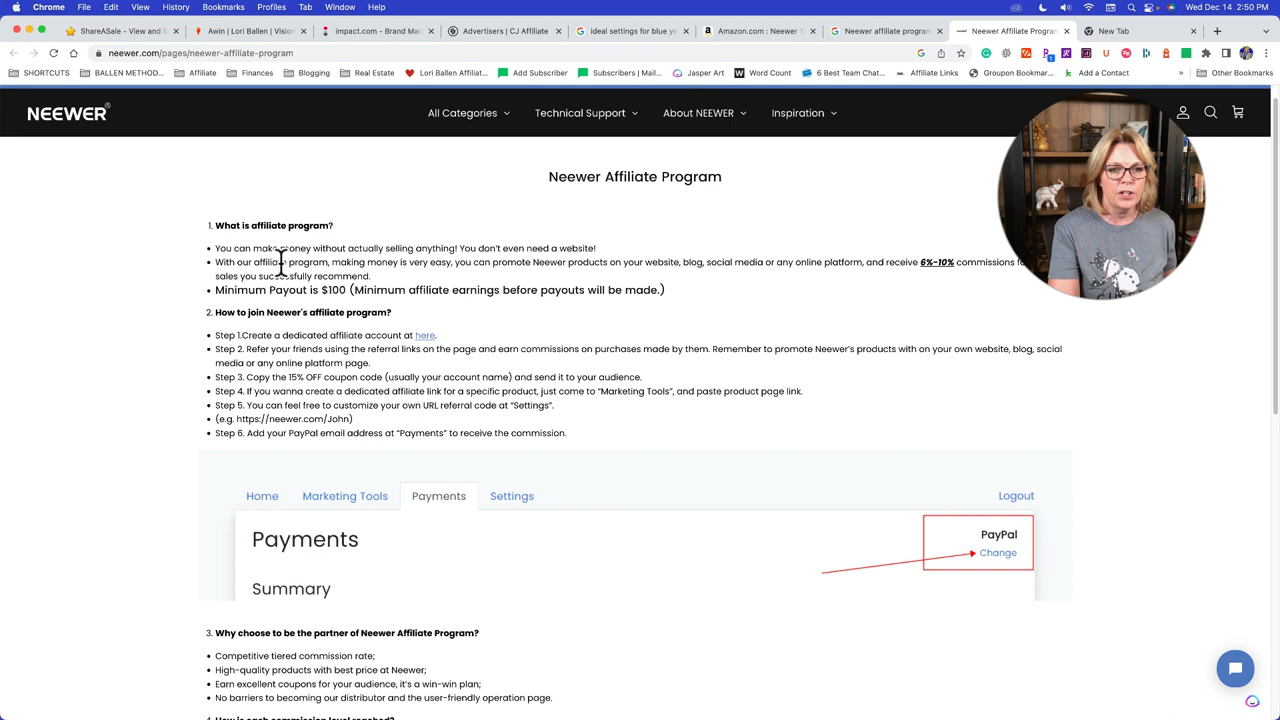 Chrome File Edit View History Bookmarks Profiles Tab Window Help Wed Dec 14 2:50 PM
ShareASale - View and S Awin | Lori Ballen | Vision impact.com - Brand Mar Advertisers | CJ Affiliate ideal settings for blue ye Amazon.com : Neewer 1 Neewer affiliate program Neewer Affiliate Program New Tab
neewer.com/pages/neewer-affiliate-program
SHORTCUTS BALLEN METHOD... Affiliate Finances Blogging Real Estate Lori Ballen Affiliat... Add Subscriber Subscribers | Mail... Jasper Art Word Count 6 Best Team Chat... Affiliate Links Groupon Bookmar... Add a Contact » Other Bookmarks
NEEWER® All Categories Technical Support About NEEWER Inspiration
Neewer Affiliate Program
1. What is affiliate program?
• You can make money without actually selling anything! You don't even need a website!
• With our affiliate program, making money is very easy, you can promote Neewer products on your website, blog, social media or any online platform, and receive 6%-10% commissions
sales you successfully recommend.
• Minimum Payout is $100 (Minimum affiliate earnings before payouts will be made.)
2. How to join Neewer's affiliate program?
• Step 1.Create a dedicated affiliate account at here.
• Step 2. Refer your friends using the referral links on the page and earn commissions on purchases made by them. Remember to promote Neewer's products with on your own website, blog, social
media or any online platform page.
• Step 3. Copy the 15% OFF coupon code (usually your account name) and send it to your audience.
• Step 4. If you wanna create a dedicated affiliate link for a specific product, just come to "Marketing Tools", and paste product page link.
• Step 5. You can feel free to customize your own URL referral code at "Settings".
• (e.g. https://neewer.com/John)
• Step 6. Add your PayPal email address at "Payments" to receive the commission.
Home Marketing Tools Payments Settings Logout
Payments PayPal
Change
Summary
3. Why choose to be the partner of Neewer Affiliate Program?
• Competitive tiered commission rate;
• High-quality products with best price at Neewer;
• Earn excellent coupons for your audience, it's a win-win plan;
• No barriers to becoming our distributor and the user-friendly operation page.
4. How is each commission level reached?